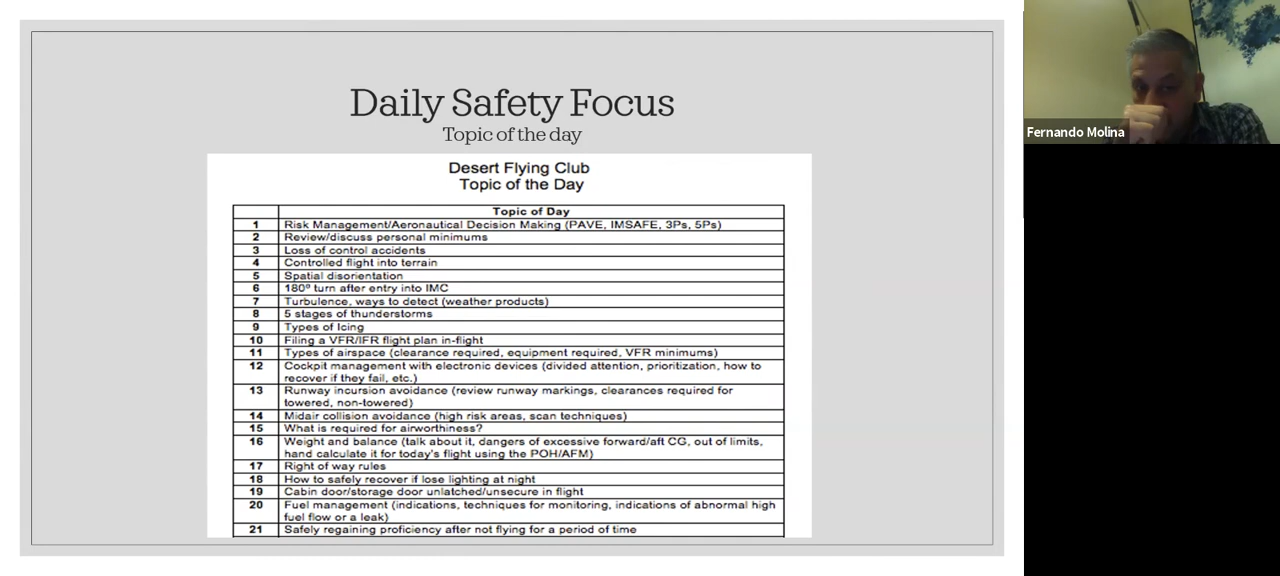 Daily Safety Focus
Topic of the day
Desert Flying Club
Topic of the Day
Topic of Day
1 Risk Management/Aeronautical Decision Making (PAVE, IMSAFE, 3Ps, 5Ps)
2 Review/discuss personal minimums
3 Loss of control accidents
4 Controlled flight into terrain
5 Spatial disorientation
6 180º turn after entry into IMC
7 Turbulence, ways to detect (weather products)
8 5 stages of thunderstorms
9 Types of Icing
10 Filing a VFR/IFR flight plan in-flight
11 Types of airspace (clearance required, equipment required, VFR minimums)
12 Cockpit management with electronic devices (divided attention, prioritization, how to
recover if they fail, etc.)
13 Runway incursion avoidance (review runway markings, clearances required for
towered, non-towered)
14 Midair collision avoidance (high risk areas, scan techniques)
15 What is required for airworthiness?
16 Weight and balance (talk about it, dangers of excessive forward/aft CG, out of limits,
hand calculate it for today's flight using the POH/AFM)
17 Right of way rules
18 How to safely recover if lose lighting at night
19 Cabin door/storage door unlatched/unsecure in flight
20 Fuel management (indications, techniques for monitoring, indications of abnormal high
fuel flow or a leak)
21 Safely regaining proficiency after not flying for a period of time
Fernando Molina